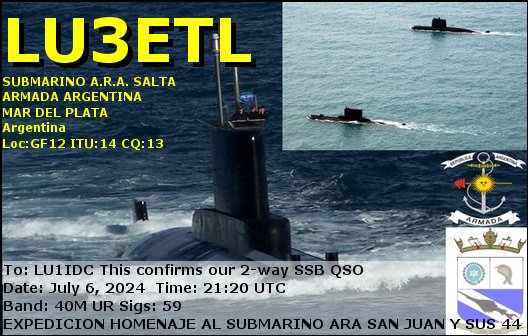 LU3ETL
SUBMARINO A.R.A. SALTA
ARMADA ARGENTINA
MAR DEL PLATA
Argentina
Loc:GF12 ITU:14 CQ:13
REPUBLICA ARGENTINA
ARMADA
To: LU1IDC This confirms our 2-way SSB QSO
Date: July 6, 2024 Time: 21:20 UTC
Band: 40M UR Sigs: 59
EXPEDICION HOMENAJE AL SUBMARINO ARA SAN JUAN Y SUS 44